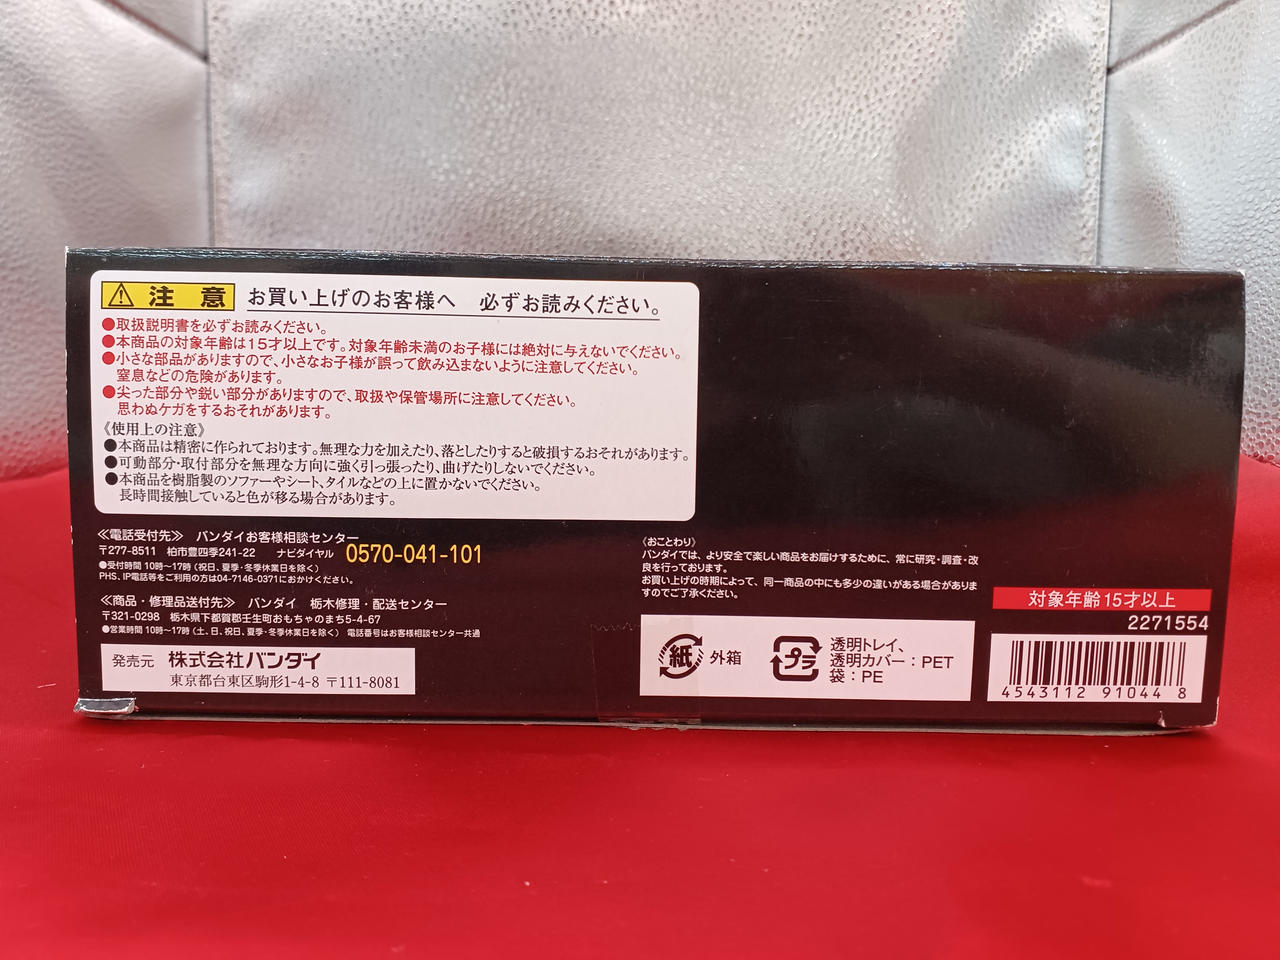 注意 お買い上げのお客様へ 必ずお読みください。
●取扱説明書を必ずお読みください。
●本商品の対象年齢は15才以上です。対象年齢未満のお子様には絶対に与えないでください。
●小さな部品がありますので、小さなお子様が誤って飲み込まないように注意してください。
窒息などの危険があります。
●尖った部分や鋭い部分がありますので、取扱や保管場所に注意してください。
思わぬケガをするおそれがあります。
《使用上の注意》
●本商品は精密に作られております。無理な力を加えたり、落としたりすると破損するおそれがあります。
●可動部分・取付部分を無理な方向に強く引っ張ったり、曲げたりしないでください。
●本商品を樹脂製のソファーやシート、タイルなどの上に置かないでください。
長時間接触していると色が移る場合があります。
≪電話受付先≫ バンダイお客様相談センター
〒277-8511 柏市豊四季241-22 ナビダイヤル 0570-041-101
●受付時間 10時〜17時(祝日、夏季・冬季休業日を除く)
PHS、IP電話等をご利用の方は04-7146-0371におかけください。
≪商品・修理品送付先≫ バンダイ 栃木修理・配送センター
〒321-0298 栃木県下都賀郡壬生町おもちゃのまち5-4-67
●営業時間 10時〜17時(土、日、祝日、夏季・冬季休業日を除く) 電話番号はお客様相談センター共通
発売元 株式会社バンダイ
東京都台東区駒形1-4-8 〒111-8081
《おことわり》
バンダイでは、より安全で楽しい商品をお届けするために、常に研究・調査・改
良を行っております。
お買い上げの時期によって、同一商品の中にも多少の違いがある場合がありま
すのでご了承ください。
紙 外箱
プラ 透明トレイ、
透明カバー:PET
袋:PE
対象年齢15才以上
2271554
4543112 91044 8